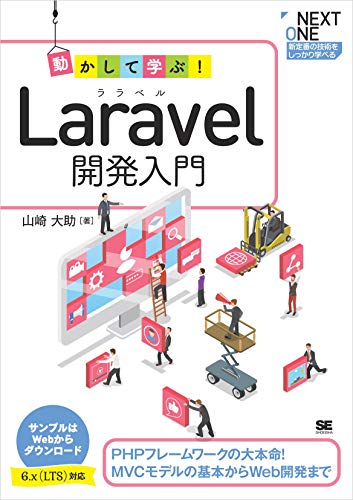 NEXT
ONE
新定番の技術を
しっかり学べる
動かして学ぶ!
ララベル
Laravel
開発入門
山崎 大助[著]
SE
SHOEISHA
サンプルは
Webから
ダウンロード
6.x(LTS)対応
PHPフレームワークの大本命!
MVCモデルの基本からWeb開発まで